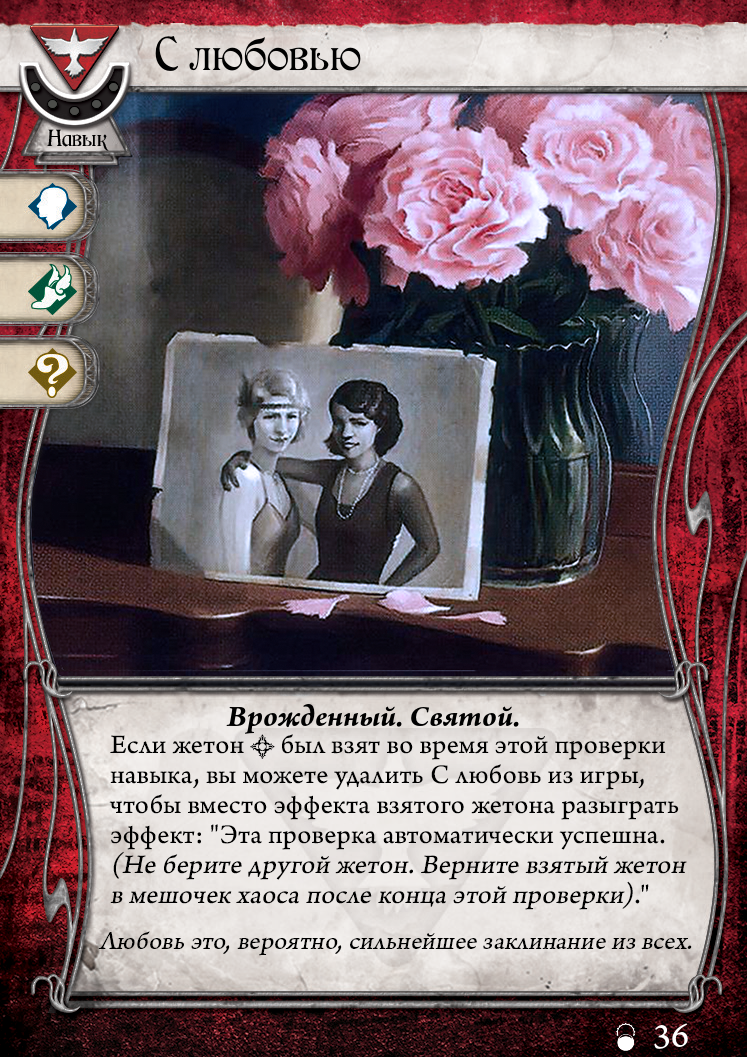 С любовью
Навык
Врожденный. Святой.
Если жетон был взят во время этой проверки
навыка, вы можете удалить С любовь из игры,
чтобы вместо эффекта взятого жетона разыграть
эффект: "Эта проверка автоматически успешна.
(Не берите другой жетон. Верните взятый жетон
в мешочек хаоса после конца этой проверки)."
Любовь это, вероятно, сильнейшее заклинание из всех.
36